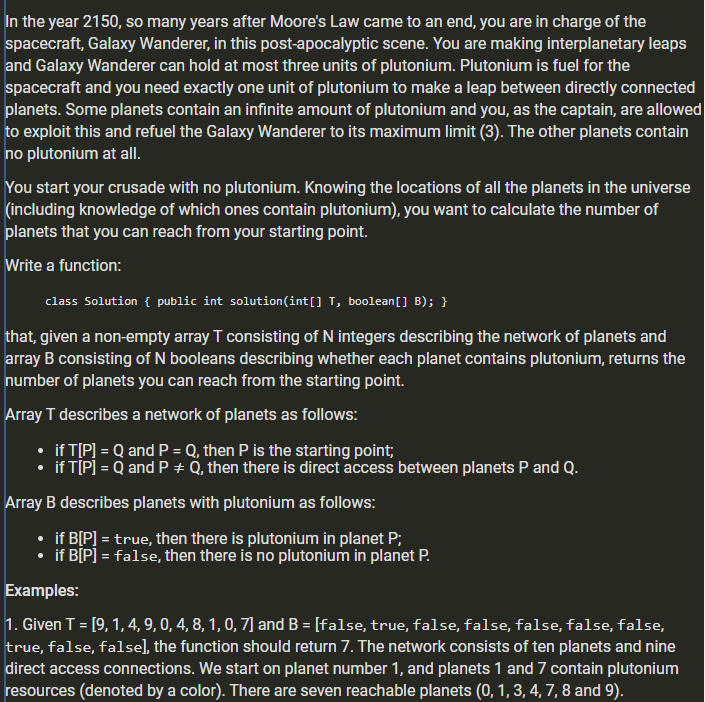 In the year 2150, so many years after Moore's Law came to an end, you are in charge of the
spacecraft, Galaxy Wanderer, in this post-apocalyptic scene. You are making interplanetary leaps
and Galaxy Wanderer can hold at most three units of plutonium. Plutonium is fuel for the
spacecraft and you need exactly one unit of plutonium to make a leap between directly connected
planets. Some planets contain an infinite amount of plutonium and you, as the captain, are allowed
to exploit this and refuel the Galaxy Wanderer to its maximum limit (3). The other planets contain
no plutonium at all.
You start your crusade with no plutonium. Knowing the locations of all the planets in the universe
(including knowledge of which ones contain plutonium), you want to calculate the number of
planets that you can reach from your starting point.
Write a function:
class Solution { public int solution(int[] T, boolean[] B); }
that, given a non-empty array T consisting of N integers describing the network of planets and
array B consisting of N booleans describing whether each planet contains plutonium, returns the
number of planets you can reach from the starting point.
Array T describes a network of planets as follows:
• if T[P] = Q and P = Q, then P is the starting point;
• if T[P] = Q and P ≠ Q, then there is direct access between planets P and Q.
Array B describes planets with plutonium as follows:
• if B[P] = true, then there is plutonium in planet P;
• if B[P] = false, then there is no plutonium in planet P.
Examples:
1. Given T = [9, 1, 4, 9, 0, 4, 8, 1, 0, 7] and B = [false, true, false, false, false, false, false,
true, false, false], the function should return 7. The network consists of ten planets and nine
direct access connections. We start on planet number 1, and planets 1 and 7 contain plutonium
resources (denoted by a color). There are seven reachable planets (0, 1, 3, 4, 7, 8 and 9).